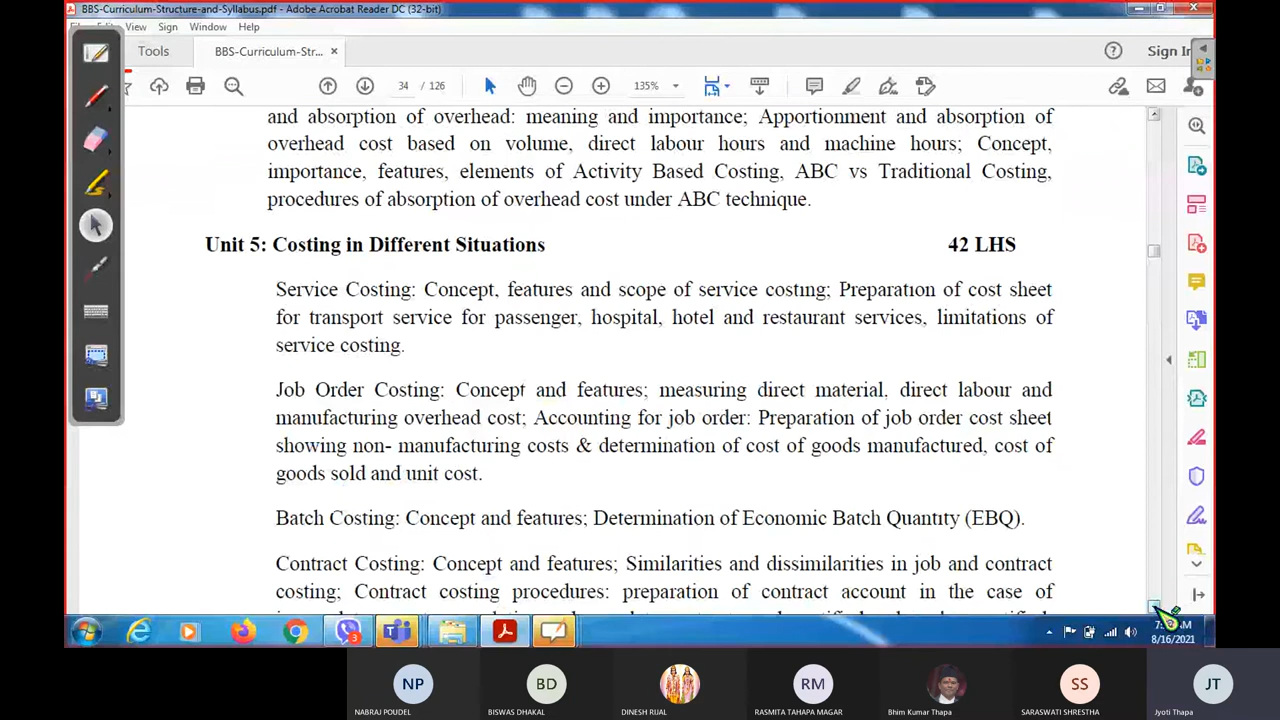 BBS-Curriculum-Structure-and-Syllabus.pdf - Adobe Acrobat Reader DC (32-bit)
View Sign Window Help
Tools BBS-Curriculum-Str... × Sign In
34 / 126 135%
and absorption of overhead: meaning and importance; Apportionment and absorption of
overhead cost based on volume, direct labour hours and machine hours; Concept,
importance, features, elements of Activity Based Costing, ABC vs Traditional Costing,
procedures of absorption of overhead cost under ABC technique.
Unit 5: Costing in Different Situations 42 LHS
Service Costing: Concept, features and scope of service costing; Preparation of cost sheet
for transport service for passenger, hospital, hotel and restaurant services, limitations of
service costing.
Job Order Costing: Concept and features; measuring direct material, direct labour and
manufacturing overhead cost; Accounting for job order: Preparation of job order cost sheet
showing non- manufacturing costs & determination of cost of goods manufactured, cost of
goods sold and unit cost.
Batch Costing: Concept and features; Determination of Economic Batch Quantity (EBQ).
Contract Costing: Concept and features; Similarities and dissimilarities in job and contract
costing; Contract costing procedures: preparation of contract account in the case of
3
8/16/2021
NP BD RM SS JT
NABRAJ POUDEL BISWAS DHAKAL DINESH RIJAL RASMITA TAHAPA MAGAR Bhim Kumar Thapa SARASWATI SHRESTHA Jyoti Thapa